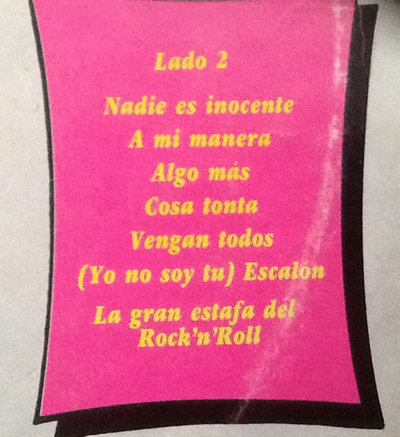 Lado 2
Nadie es inocente
A mi manera
Algo más
Cosa tonta
Vengan todos
(Yo no soy tu) Escalón
La gran estafa del
Rock'n'Roll